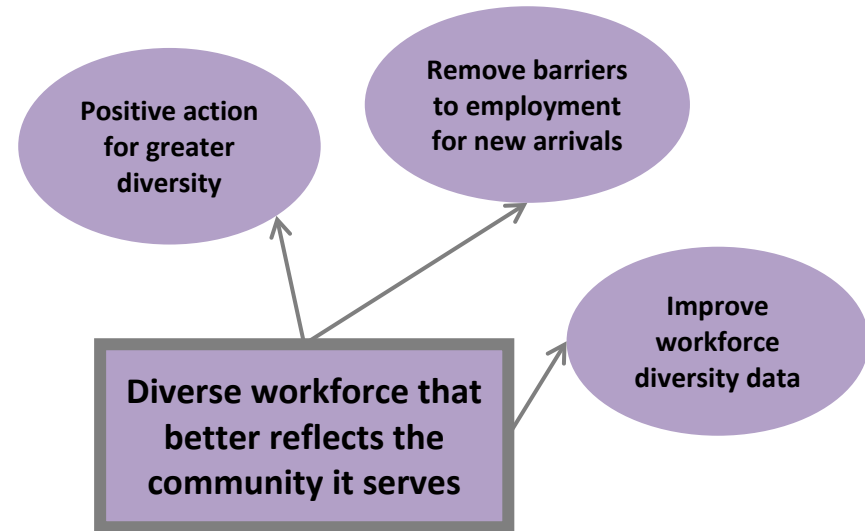 Positive action
for greater
diversity
Remove barriers
to employment
for new arrivals
Improve
workforce
diversity data
Diverse workforce that
better reflects the
community it serves